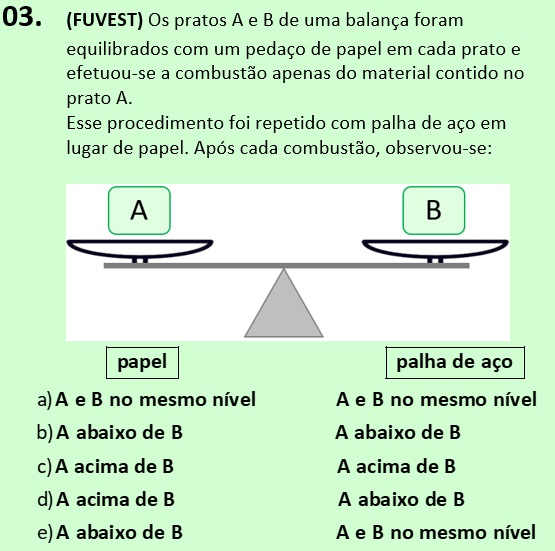 03. (FUVEST) Os pratos A e B de uma balança foram
equilibrados com um pedaço de papel em cada prato e
efetuou-se a combustão apenas do material contido no
prato A.
Esse procedimento foi repetido com palha de aço em
lugar de papel. Após cada combustão, observou-se:
A B
papel palha de aço
a) A e B no mesmo nível A e B no mesmo nível
b) A abaixo de B A abaixo de B
c) A acima de B A acima de B
d) A acima de B A abaixo de B
e) A abaixo de B A e B no mesmo nível